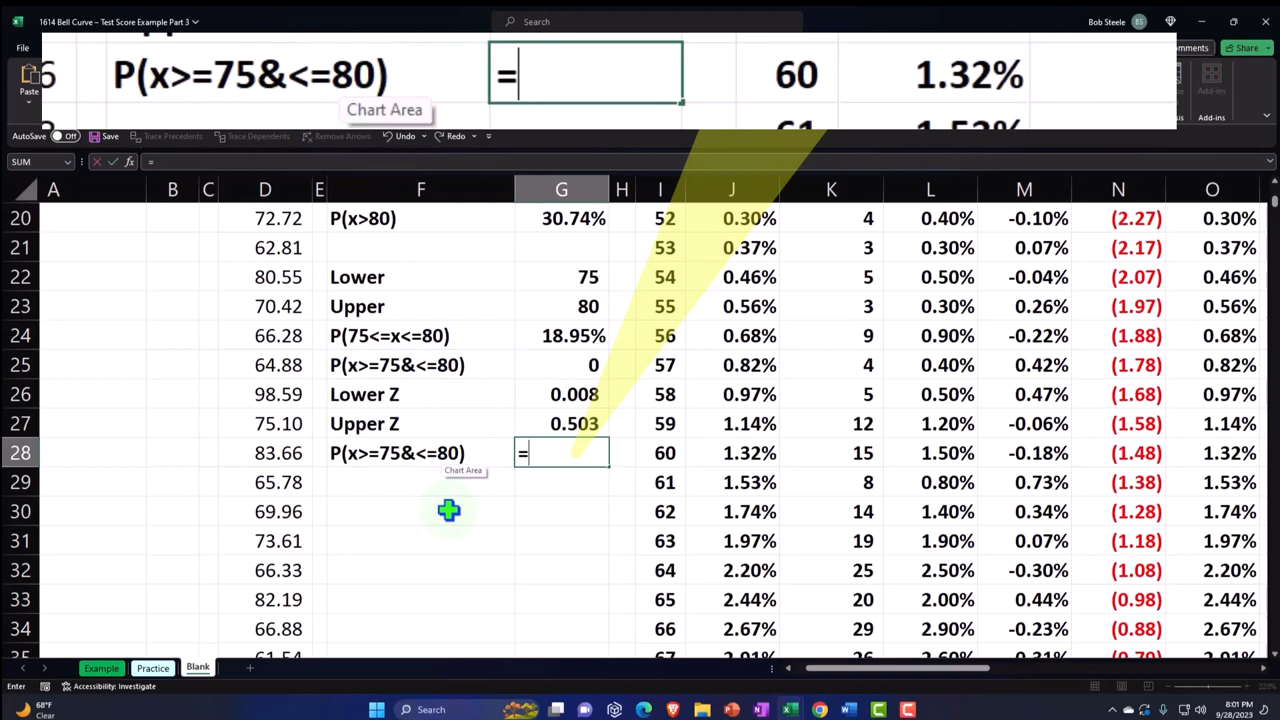 1614 Bell Curve – Test Score Example Part 3
Search
Bob Steele
BS
File
Comments
Share
6 P(x>=75&<=80) = 60 1.32%
Chart Area
Paste
Add-ins
AutoSave Off Save Trace Precedents Trace Dependents Remove Arrows Undo Redo
SUM fx =
A B C D E F G H I J K L M N O
20 72.72 P(x>80) 30.74% 52 0.30% 4 0.40% -0.10% (2.27) 0.30%
21 62.81 53 0.37% 3 0.30% 0.07% (2.17) 0.37%
22 80.55 Lower 75 54 0.46% 5 0.50% -0.04% (2.07) 0.46%
23 70.42 Upper 80 55 0.56% 3 0.30% 0.26% (1.97) 0.56%
24 66.28 P(75<=x<=80) 18.95% 56 0.68% 9 0.90% -0.22% (1.88) 0.68%
25 64.88 P(x>=75&<=80) 0 57 0.82% 4 0.40% 0.42% (1.78) 0.82%
26 98.59 Lower Z 0.008 58 0.97% 5 0.50% 0.47% (1.68) 0.97%
27 75.10 Upper Z 0.503 59 1.14% 12 1.20% -0.06% (1.58) 1.14%
28 83.66 P(x>=75&<=80) = 60 1.32% 15 1.50% -0.18% (1.48) 1.32%
Chart Area
29 65.78 61 1.53% 8 0.80% 0.73% (1.38) 1.53%
30 69.96 62 1.74% 14 1.40% 0.34% (1.28) 1.74%
31 73.61 63 1.97% 19 1.90% 0.07% (1.18) 1.97%
32 66.33 64 2.20% 25 2.50% -0.30% (1.08) 2.20%
33 82.19 65 2.44% 20 2.00% 0.44% (0.98) 2.44%
34 66.88 66 2.67% 29 2.90% -0.23% (0.88) 2.67%
Example Practice Blank
Enter Accessibility: Investigate 220%
68°F
Clear
Search
8:01 PM
9/28/2023